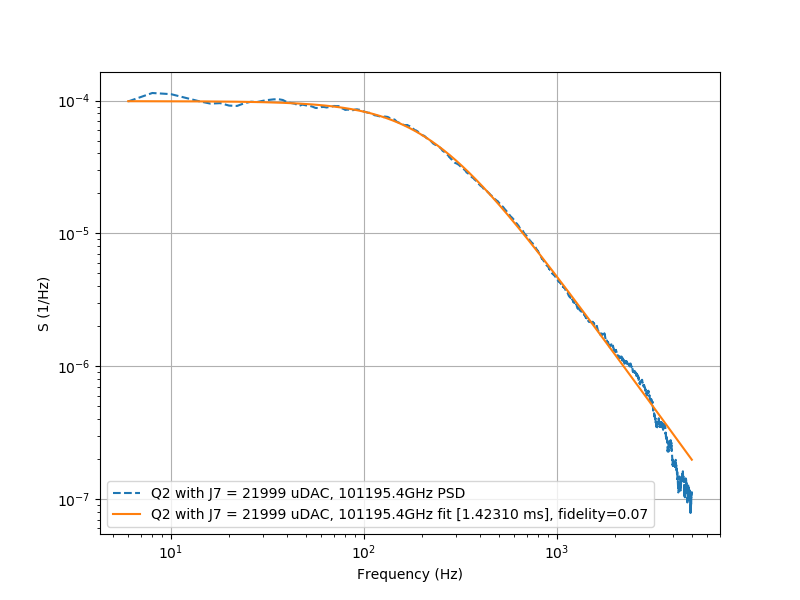 10⁻⁴
10⁻⁵
10⁻⁶
10⁻⁷
S (1/Hz)
Q2 with J7 = 21999 uDAC, 101195.4GHz PSD
Q2 with J7 = 21999 uDAC, 101195.4GHz fit [1.42310 ms], fidelity=0.07
10¹ 10² 10³
Frequency (Hz)